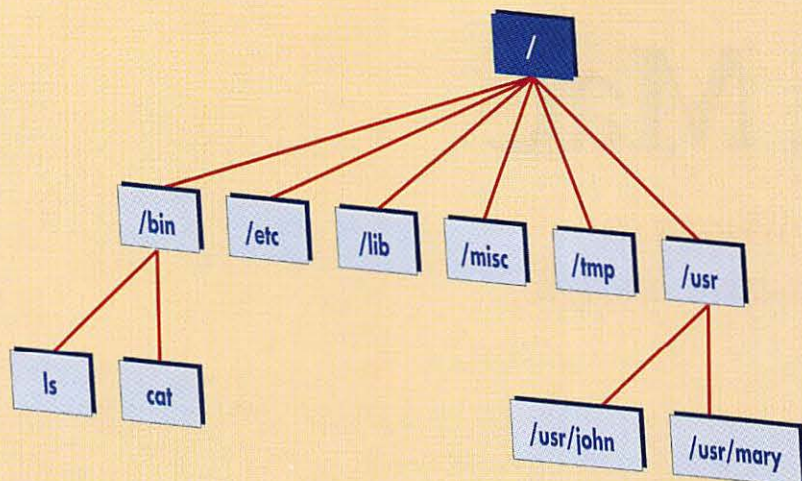 /
/bin
/etc
/lib
/misc
/tmp
/usr
ls
cat
/usr/john
/usr/mary